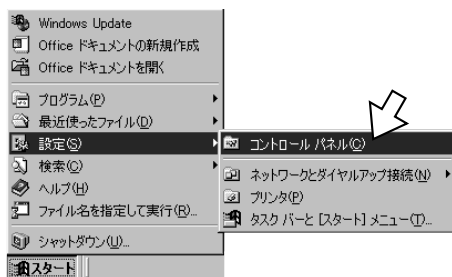 Windows Update
Office ドキュメントの新規作成
Office ドキュメントを開く
プログラム(P)
最近使ったファイル(D)
設定(S)
検索(C)
ヘルプ(H)
ファイル名を指定して実行(R)...
シャットダウン(U)...
スタート
コントロール パネル(C)
ネットワークとダイヤルアップ接続(N)
プリンタ(P)
タスク バーと [スタート] メニュー(T)...